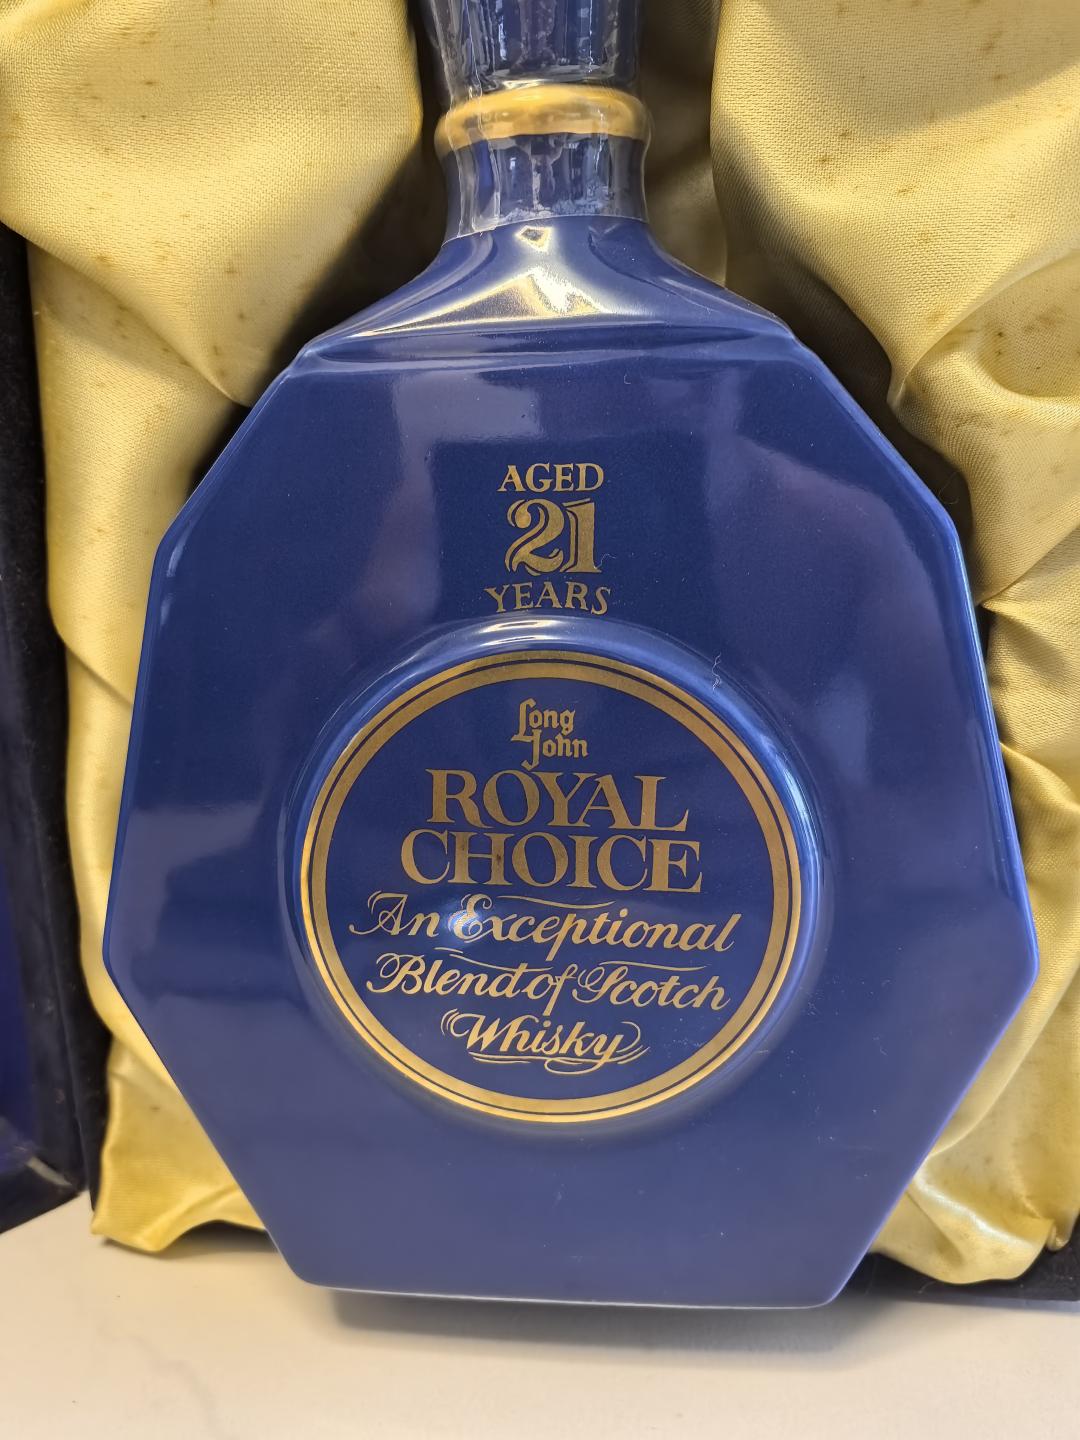 AGED
21
YEARS
Long
John
ROYAL
CHOICE
An Exceptional
Blend of Scotch
Whisky